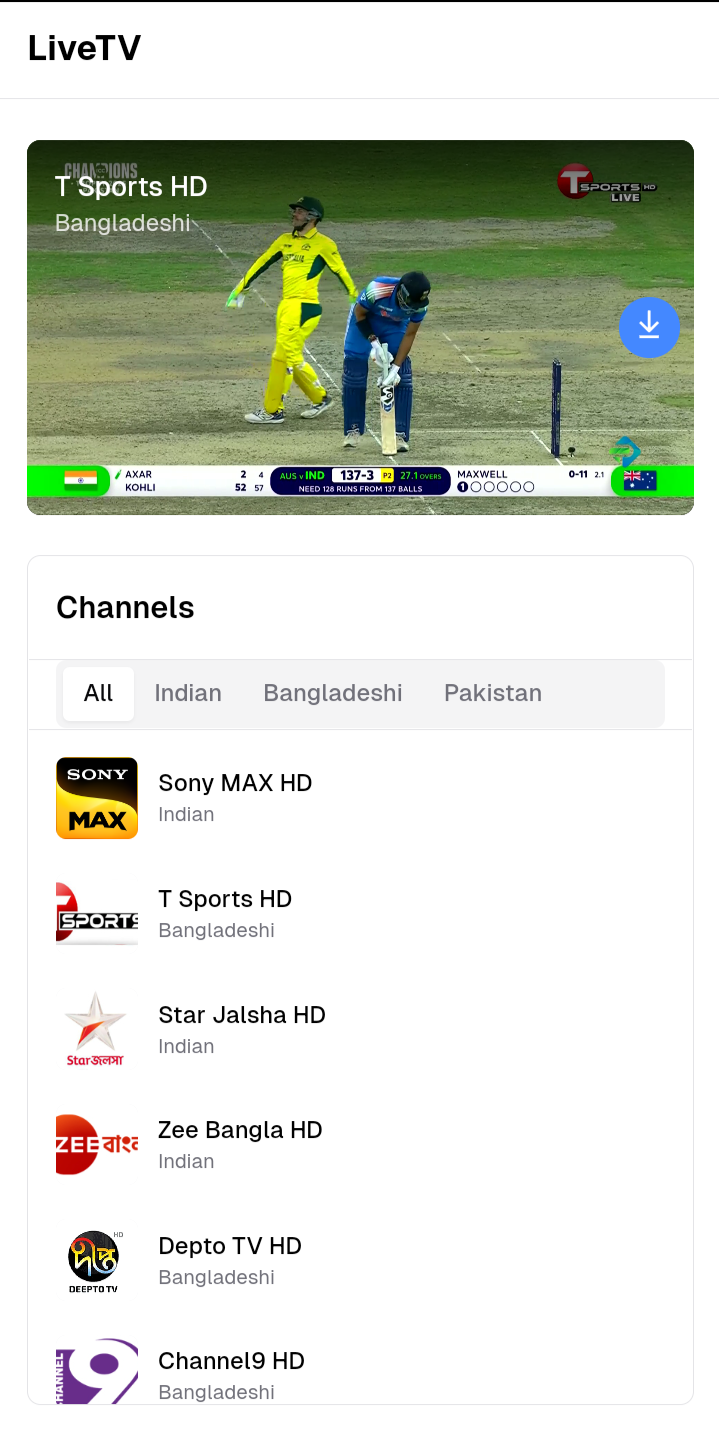 LiveTV
CHAMPIONS
T Sports HD
Bangladeshi
T SPORTS HD
LIVE
AUSTRALIA
AXAR 2 4
KOHLI 52 57
AUS v IND 137-3 P2 27.1 OVERS
NEED 128 RUNS FROM 137 BALLS
MAXWELL 0-11 2.1
1
Channels
All Indian Bangladeshi Pakistan
SONY
MAX
Sony MAX HD
Indian
T SPORTS
T Sports HD
Bangladeshi
Star জলসা
Star Jalsha HD
Indian
ZEE বাংল
Zee Bangla HD
Indian
HD
দীপ্ত
DEEPTO TV
Depto TV HD
Bangladeshi
CHANNEL
9
Channel9 HD
Bangladeshi